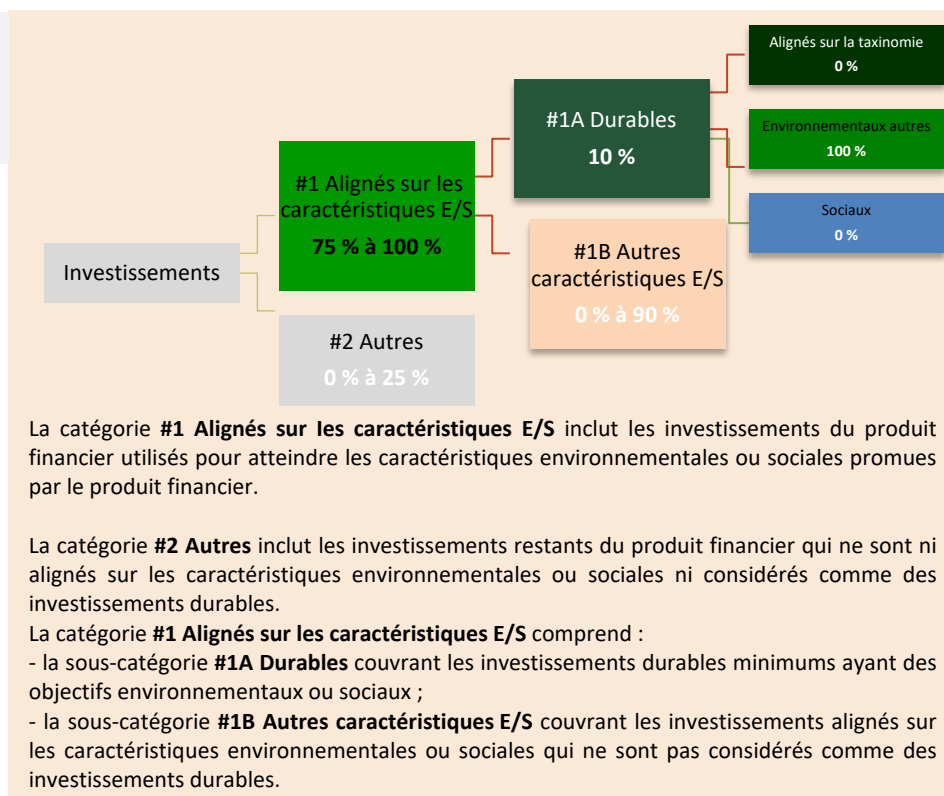 Alignés sur la taxinomie
0 %
#1A Durables
10 %
Environnementaux autres
100 %
#1 Alignés sur les
caractéristiques E/S
75 % à 100 %
Sociaux
0 %
#1B Autres
caractéristiques E/S
0 % à 90 %
Investissements
#2 Autres
0 % à 25 %
La catégorie #1 Alignés sur les caractéristiques E/S inclut les investissements du produit
financier utilisés pour atteindre les caractéristiques environnementales ou sociales promues
par le produit financier.
La catégorie #2 Autres inclut les investissements restants du produit financier qui ne sont ni
alignés sur les caractéristiques environnementales ou sociales ni considérés comme des
investissements durables.
La catégorie #1 Alignés sur les caractéristiques E/S comprend :
- la sous-catégorie #1A Durables couvrant les investissements durables minimums ayant des
objectifs environnementaux ou sociaux ;
- la sous-catégorie #1B Autres caractéristiques E/S couvrant les investissements alignés sur
les caractéristiques environnementales ou sociales qui ne sont pas considérés comme des
investissements durables.